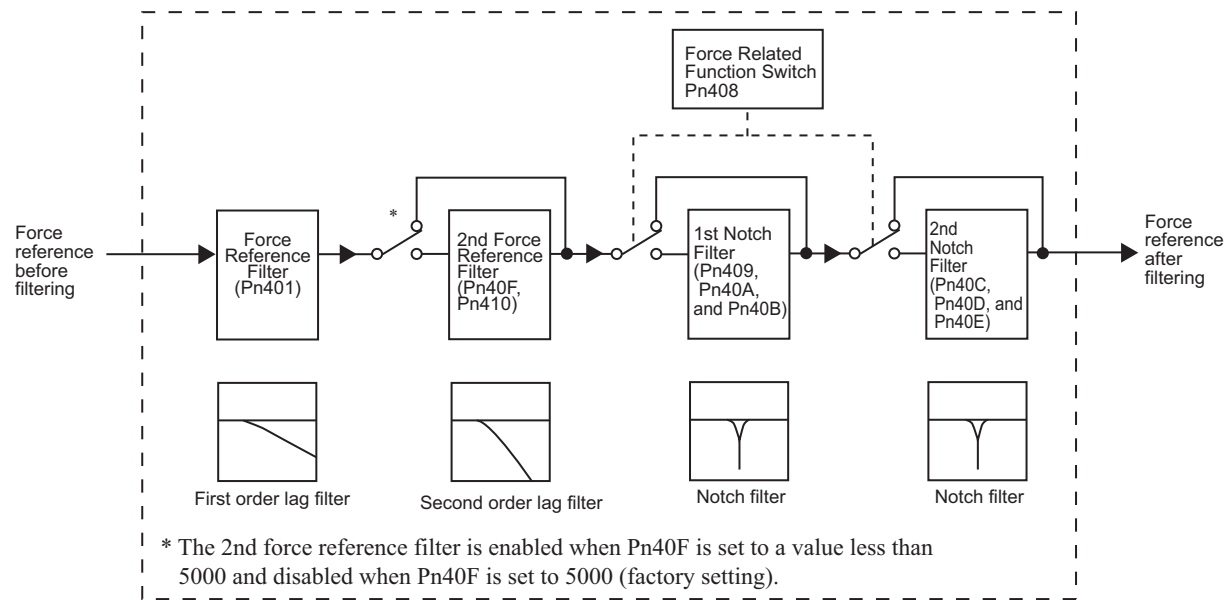 Force Related
Function Switch
Pn408
*
Force
reference
before
filtering
Force
Reference
Filter
(Pn401)
2nd Force
Reference
Filter
(Pn40F,
Pn410)
1st Notch
Filter
(Pn409,
Pn40A,
and Pn40B)
2nd
Notch
Filter
(Pn40C,
Pn40D, and
Pn40E)
Force
reference
after
filtering
First order lag filter
Second order lag filter
Notch filter
Notch filter
* The 2nd force reference filter is enabled when Pn40F is set to a value less than
5000 and disabled when Pn40F is set to 5000 (factory setting).